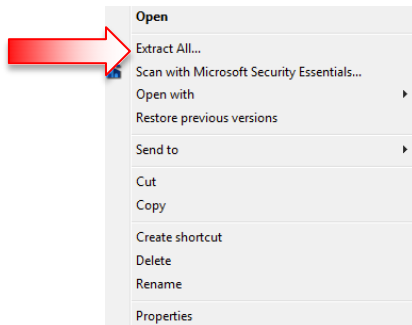 Open
Extract All...
Scan with Microsoft Security Essentials...
Open with
Restore previous versions
Send to
Cut
Copy
Create shortcut
Delete
Rename
Properties